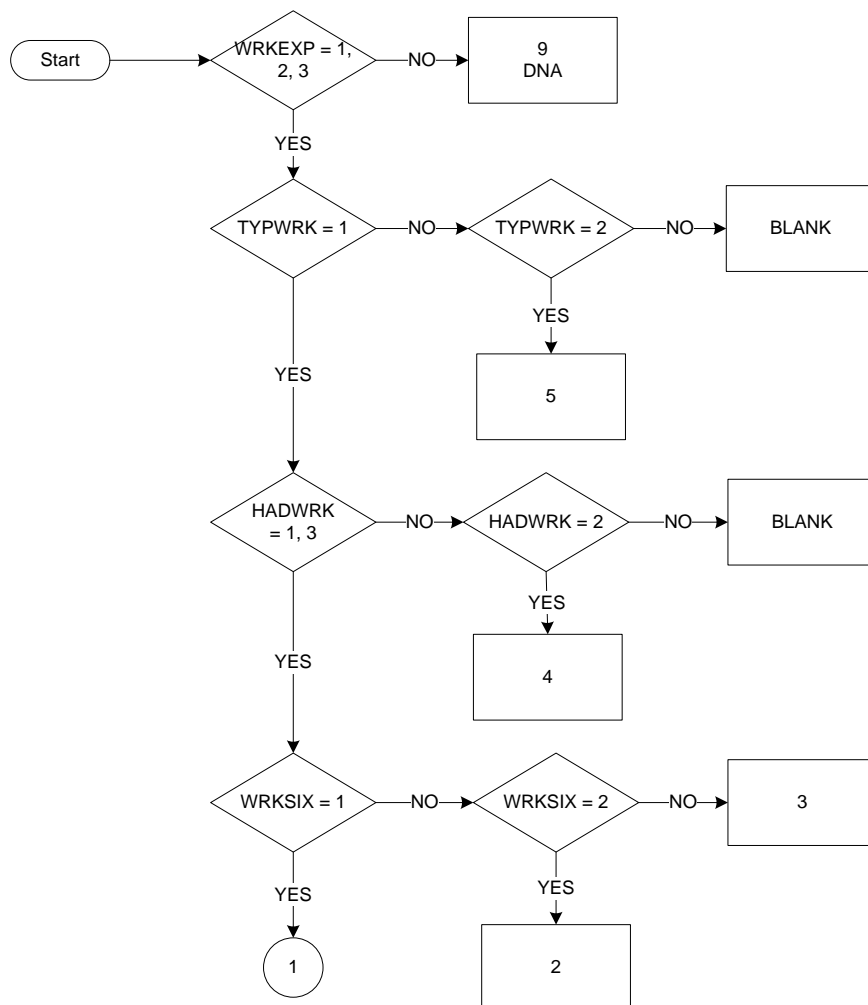 Start
WRKEXP = 1,
2, 3
NO
9
DNA
YES
TYPWRK = 1
NO
TYPWRK = 2
NO
BLANK
YES
YES
5
HADWRK
= 1, 3
NO
HADWRK = 2
NO
BLANK
YES
YES
4
WRKSIX = 1
NO
WRKSIX = 2
NO
3
YES
YES
1
2